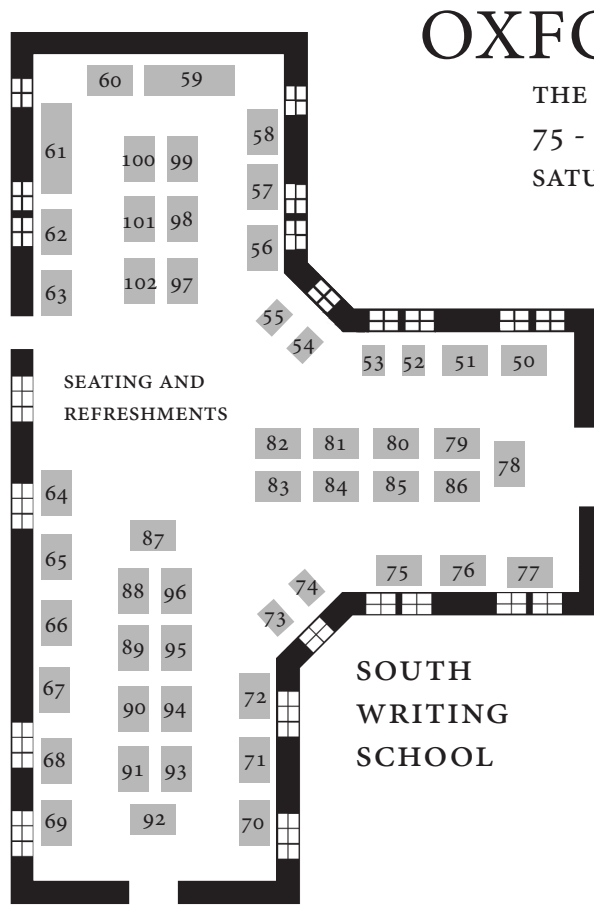 OXFO
THE
75 -
SATU
60 59
61
58
100 99
57
62 101 98
56
63 102 97
55
54
53 52 51 50
SEATING AND
REFRESHMENTS
82 81 80 79
78
83 84 85 86
64
87
65
75 76 77
88 96 74
73
66
89 95
SOUTH
67 72
90 94
WRITING
SCHOOL
68 91 93 71
69 92 70